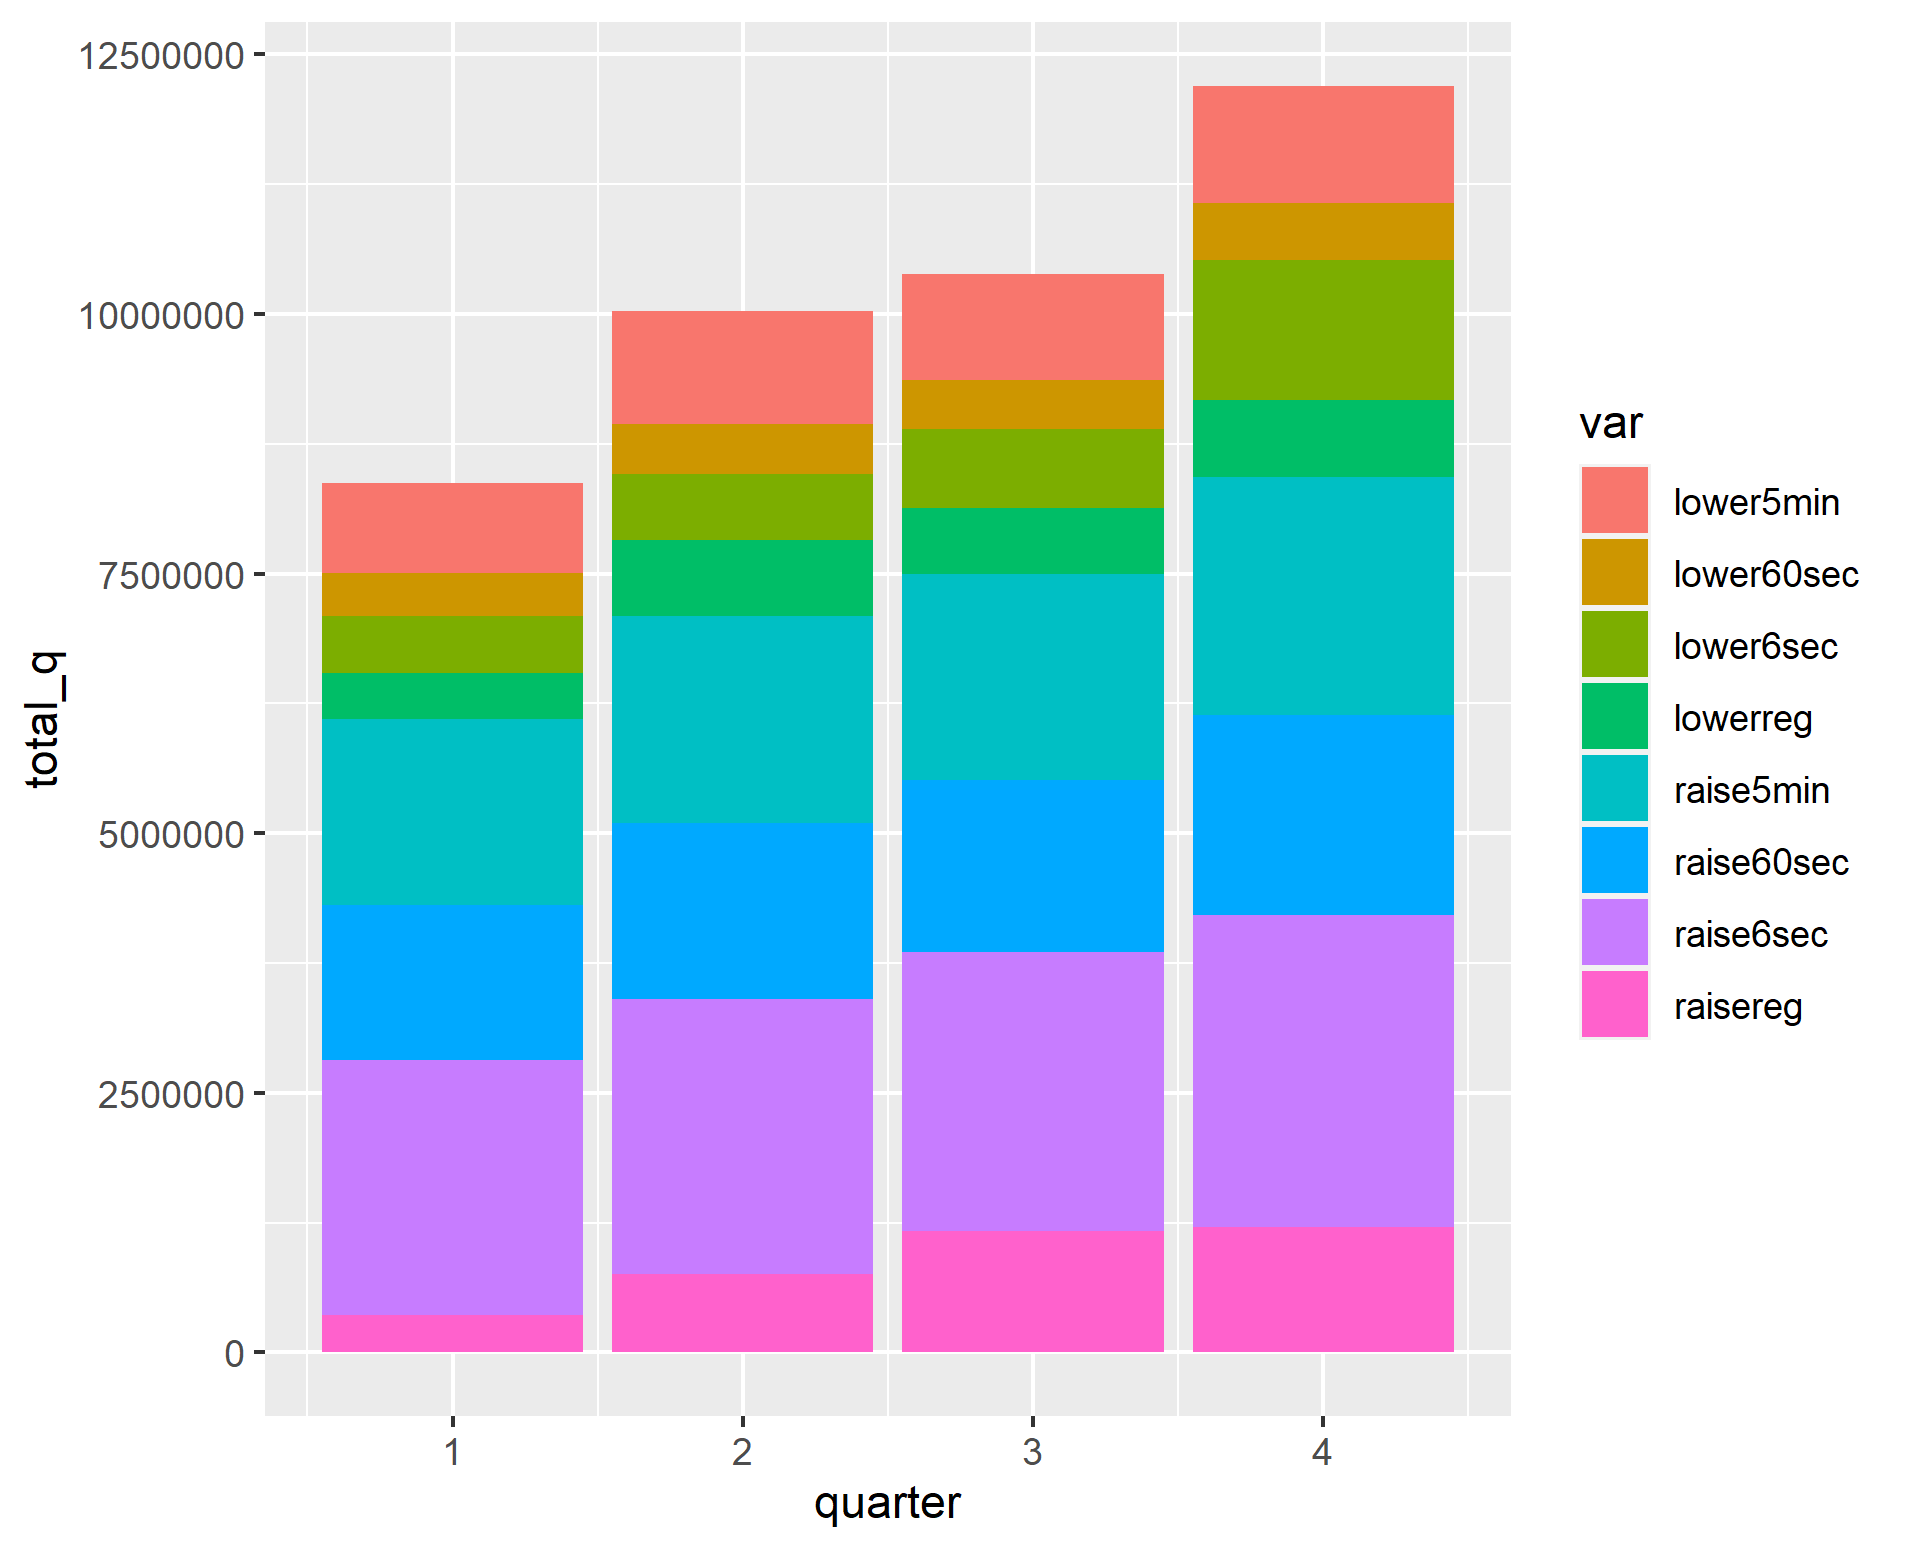 12500000
10000000
7500000
5000000
2500000
0
total_q
1 2 3 4
quarter
var
lower5min
lower60sec
lower6sec
lowerreg
raise5min
raise60sec
raise6sec
raisereg